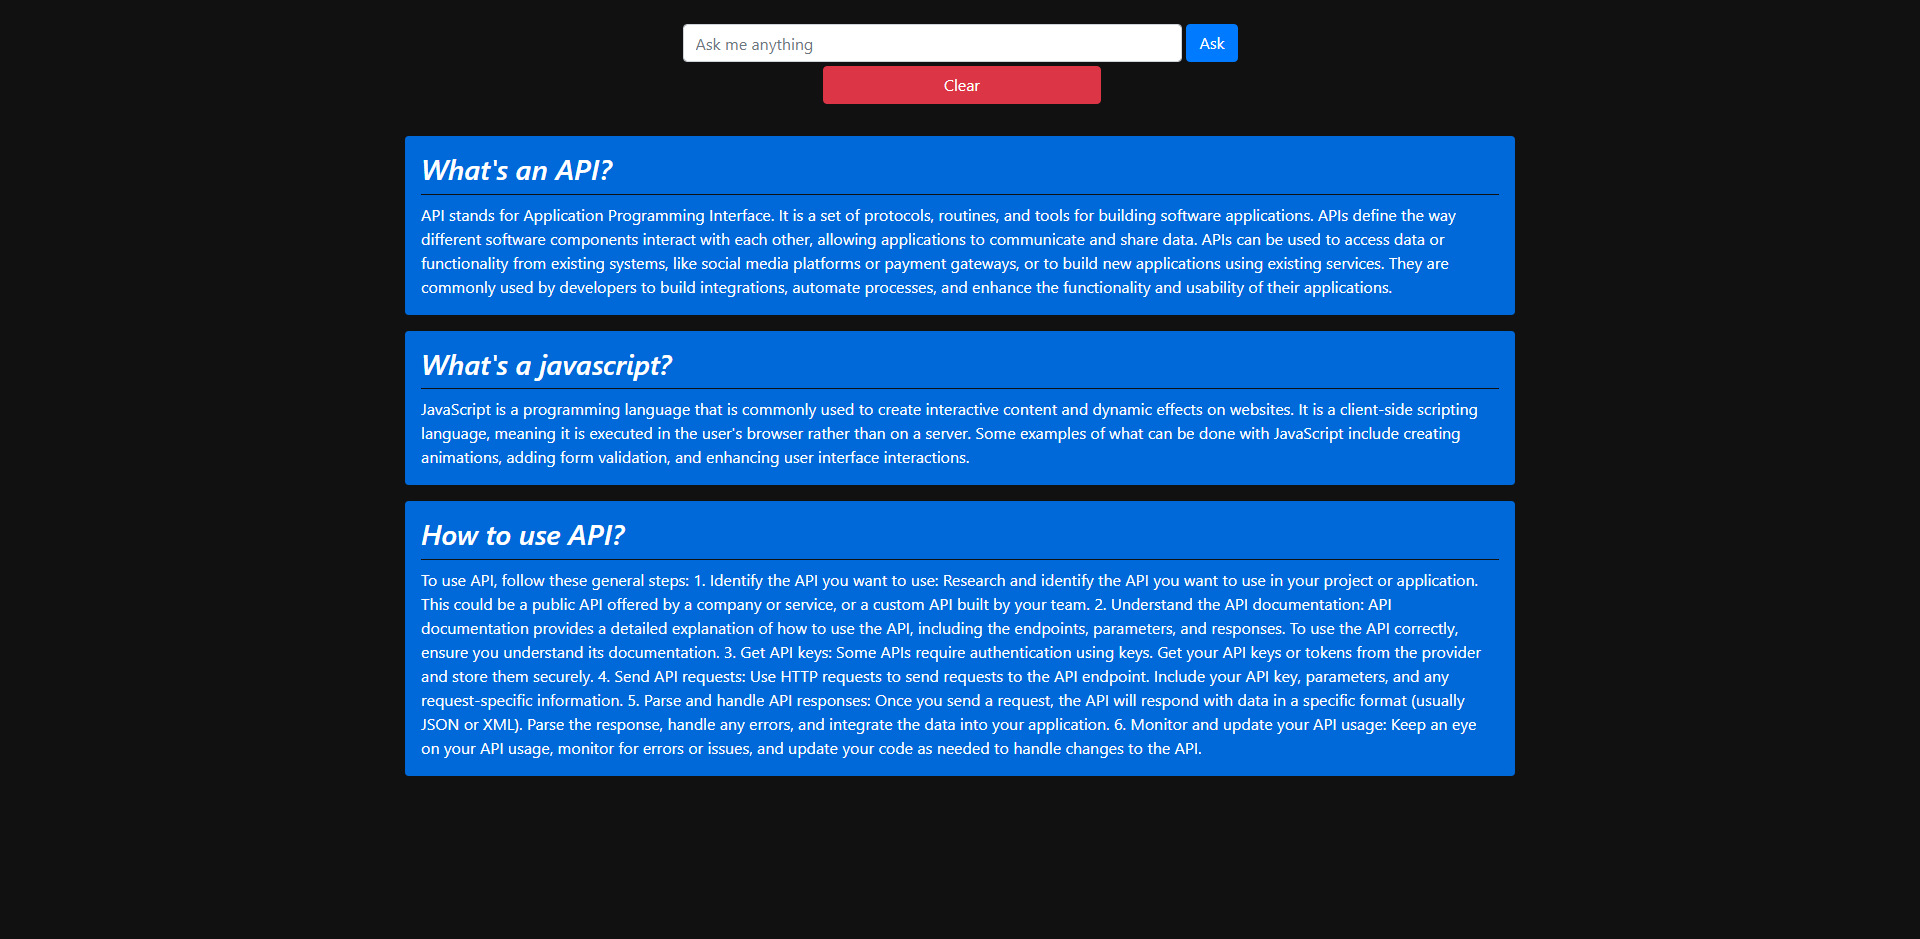 Ask me anything
Ask
Clear
What's an API?
API stands for Application Programming Interface. It is a set of protocols, routines, and tools for building software applications. APIs define the way
different software components interact with each other, allowing applications to communicate and share data. APIs can be used to access data or
functionality from existing systems, like social media platforms or payment gateways, or to build new applications using existing services. They are
commonly used by developers to build integrations, automate processes, and enhance the functionality and usability of their applications.
What's a javascript?
JavaScript is a programming language that is commonly used to create interactive content and dynamic effects on websites. It is a client-side scripting
language, meaning it is executed in the user's browser rather than on a server. Some examples of what can be done with JavaScript include creating
animations, adding form validation, and enhancing user interface interactions.
How to use API?
To use API, follow these general steps: 1. Identify the API you want to use: Research and identify the API you want to use in your project or application.
This could be a public API offered by a company or service, or a custom API built by your team. 2. Understand the API documentation: API
documentation provides a detailed explanation of how to use the API, including the endpoints, parameters, and responses. To use the API correctly,
ensure you understand its documentation. 3. Get API keys: Some APIs require authentication using keys. Get your API keys or tokens from the provider
and store them securely. 4. Send API requests: Use HTTP requests to send requests to the API endpoint. Include your API key, parameters, and any
request-specific information. 5. Parse and handle API responses: Once you send a request, the API will respond with data in a specific format (usually
JSON or XML). Parse the response, handle any errors, and integrate the data into your application. 6. Monitor and update your API usage: Keep an eye
on your API usage, monitor for errors or issues, and update your code as needed to handle changes to the API.